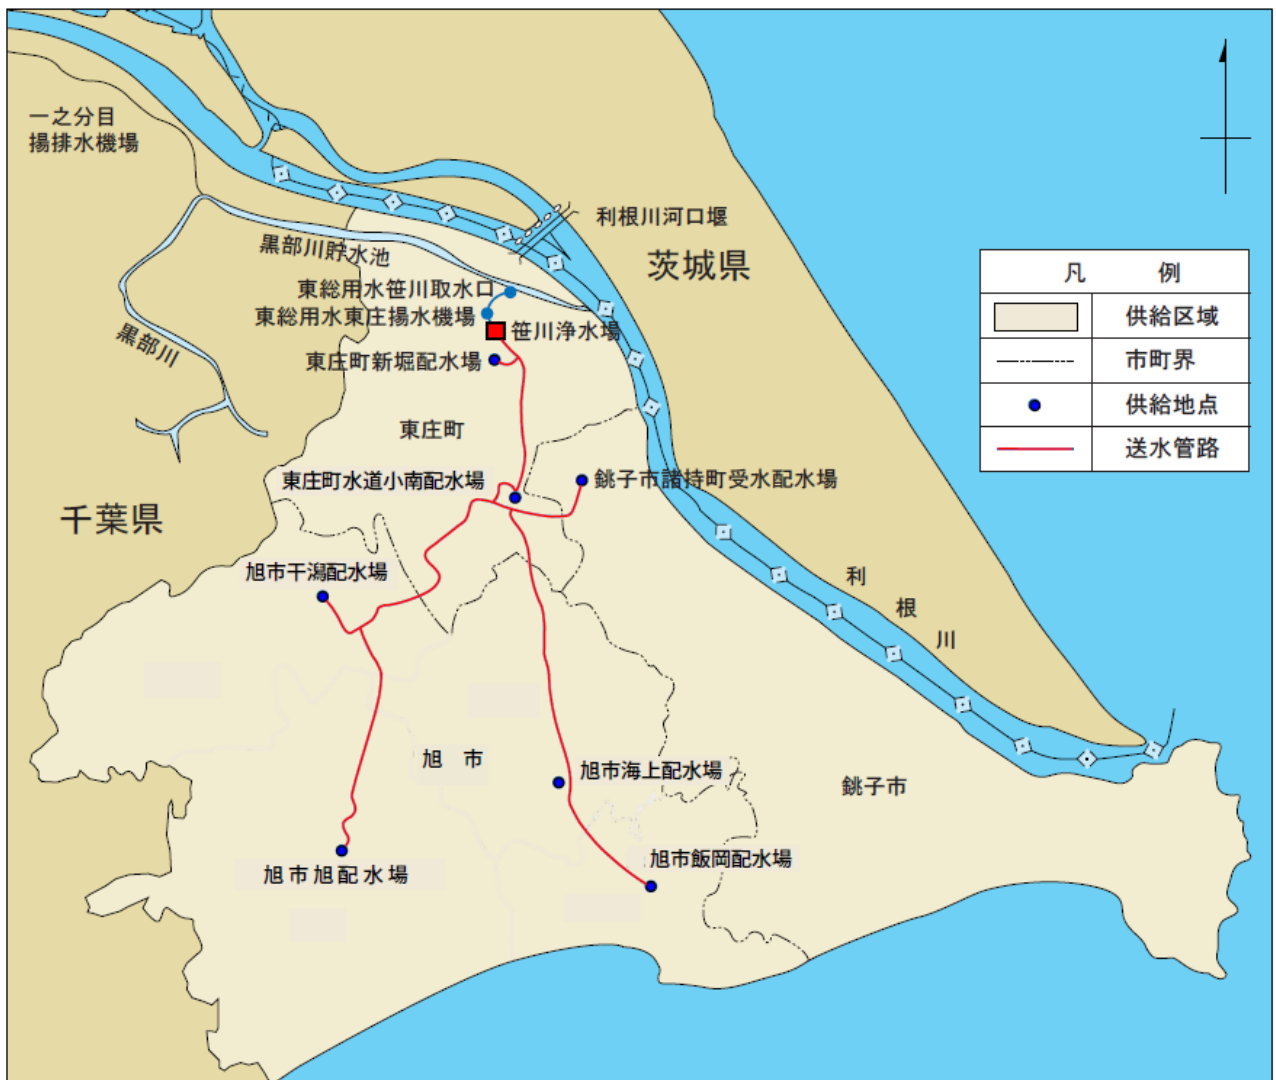 一之分目
揚排水機場
利根川河口堰
黒部川貯水池
茨城県
東総用水笹川取水口
東総用水東庄揚水機場
笹川浄水場
黒部川
東庄町新堀配水場
東庄町
東庄町水道小南配水場
銚子市諸持町受水配水場
千葉県
旭市干潟配水場
利根川
旭 市
旭市海上配水場
銚子市
旭市飯岡配水場
旭市旭配水場
凡 例
供給区域
市町界
供給地点
送水管路